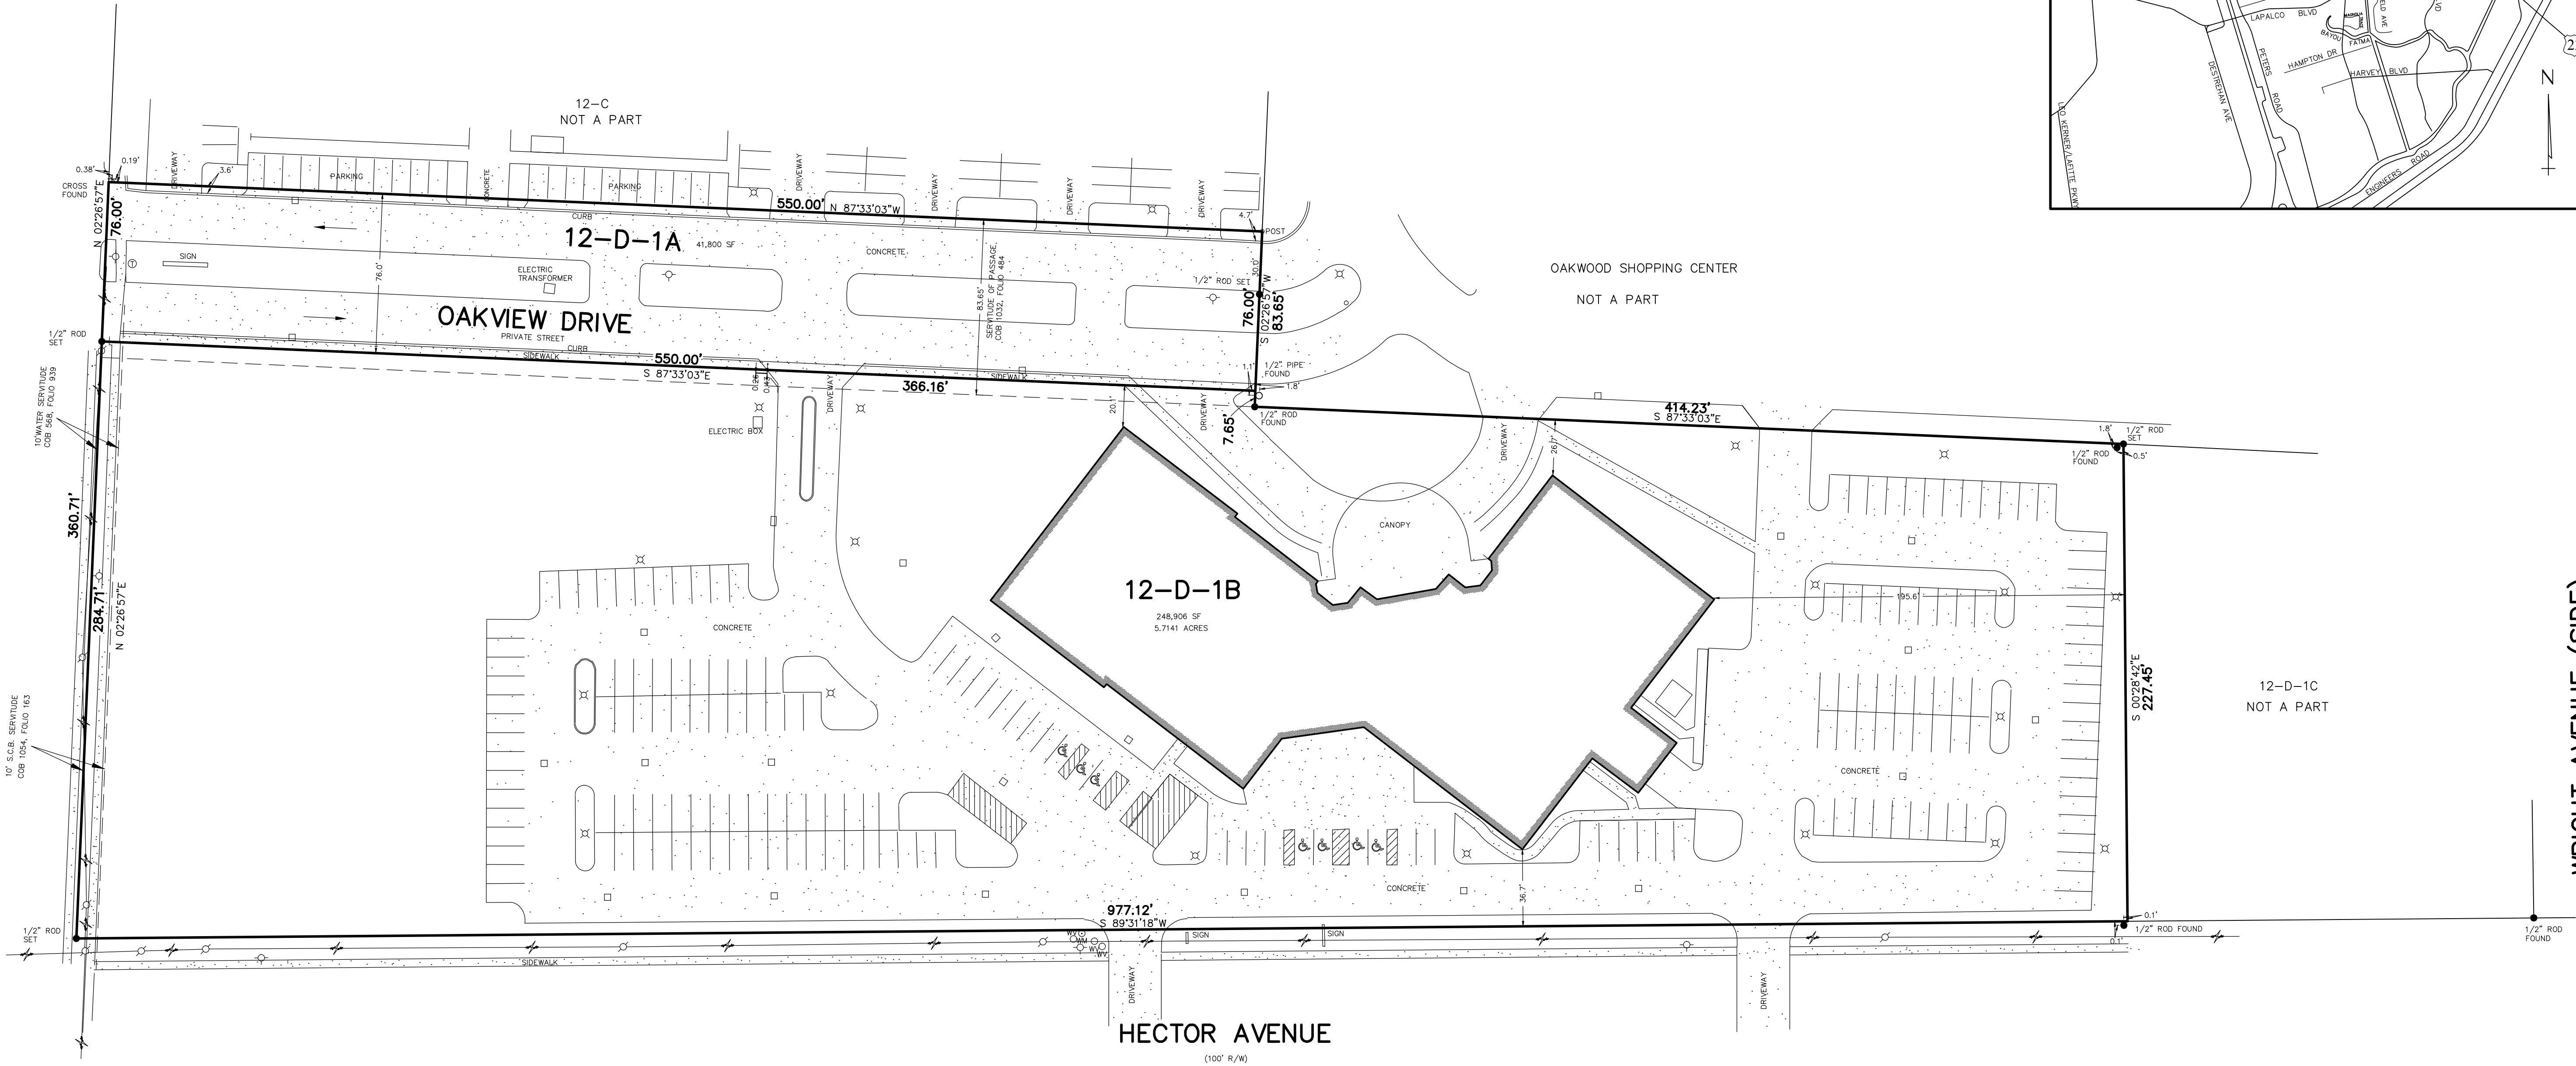 LAPALCO BLVD
BAYOU FATMA
HAMPTON DR
HARVEY BLVD
PETERS ROAD
DESTREHAN AVE
LEO KERNER/LAFITTE PKWY
ENGINEERS ROAD
N
12-C
NOT A PART
0.38'
0.19'
CROSS
FOUND
DRIVEWAY
3.6'
PARKING
CONCRETE
PARKING
DRIVEWAY
DRIVEWAY
DRIVEWAY
DRIVEWAY
N 02°26'57"E
76.00'
550.00' N 87°33'03"W
4.7'
POST
CURB
12-D-1A 41,800 SF
CONCRETE
SIGN
T
ELECTRIC
TRANSFORMER
76.0'
83.65'
SERVITUDE OF PASSAGE.
COB 1032, FOLIO 484
1/2" ROD SET
30.0'
76.00'
S 02°26'57"W
83.65'
OAKWOOD SHOPPING CENTER
NOT A PART
OAKVIEW DRIVE
PRIVATE STREET
CURB
SIDEWALK
1/2" ROD
SET
550.00'
S 87°33'03"E
366.16'
SIDEWALK
1.1'
1/2" PIPE
FOUND
1.8'
1/2" ROD
FOUND
7.65'
20.1'
DRIVEWAY
DRIVEWAY
DRIVEWAY
ELECTRIC BOX
414.23'
S 87°33'03"E
26.1'
1.8'
1/2" ROD
SET
1/2" ROD
FOUND
0.5'
10'WATER SERVITUDE
COB 568, FOLIO 939
360.71'
284.71'
N 02°26'57"E
10' S.C.B. SERVITUDE
COB 1054, FOLIO 163
CANOPY
12-D-1B
248,906 SF
5.7141 ACRES
CONCRETE
195.6'
S 00°28'42"E
227.45'
12-D-1C
NOT A PART
CONCRETE
CONCRETE
36.7'
977.12'
S 89°31'18"W
1/2" ROD
SET
0.1'
0.1'
1/2" ROD FOUND
1/2" ROD
FOUND
WV
WM
WV
SIGN
SIGN
SIDEWALK
DRIVEWAY
DRIVEWAY
HECTOR AVENUE
(100' R/W)